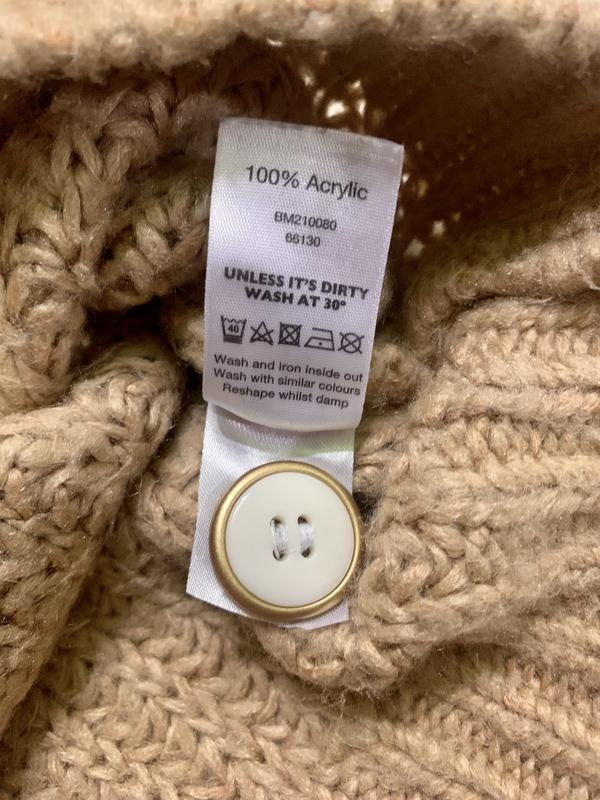 100% Acrylic
BM210080
66130
UNLESS IT'S DIRTY
WASH AT 30°
40
Wash and iron inside out
Wash with similar colours
Reshape whilst damp